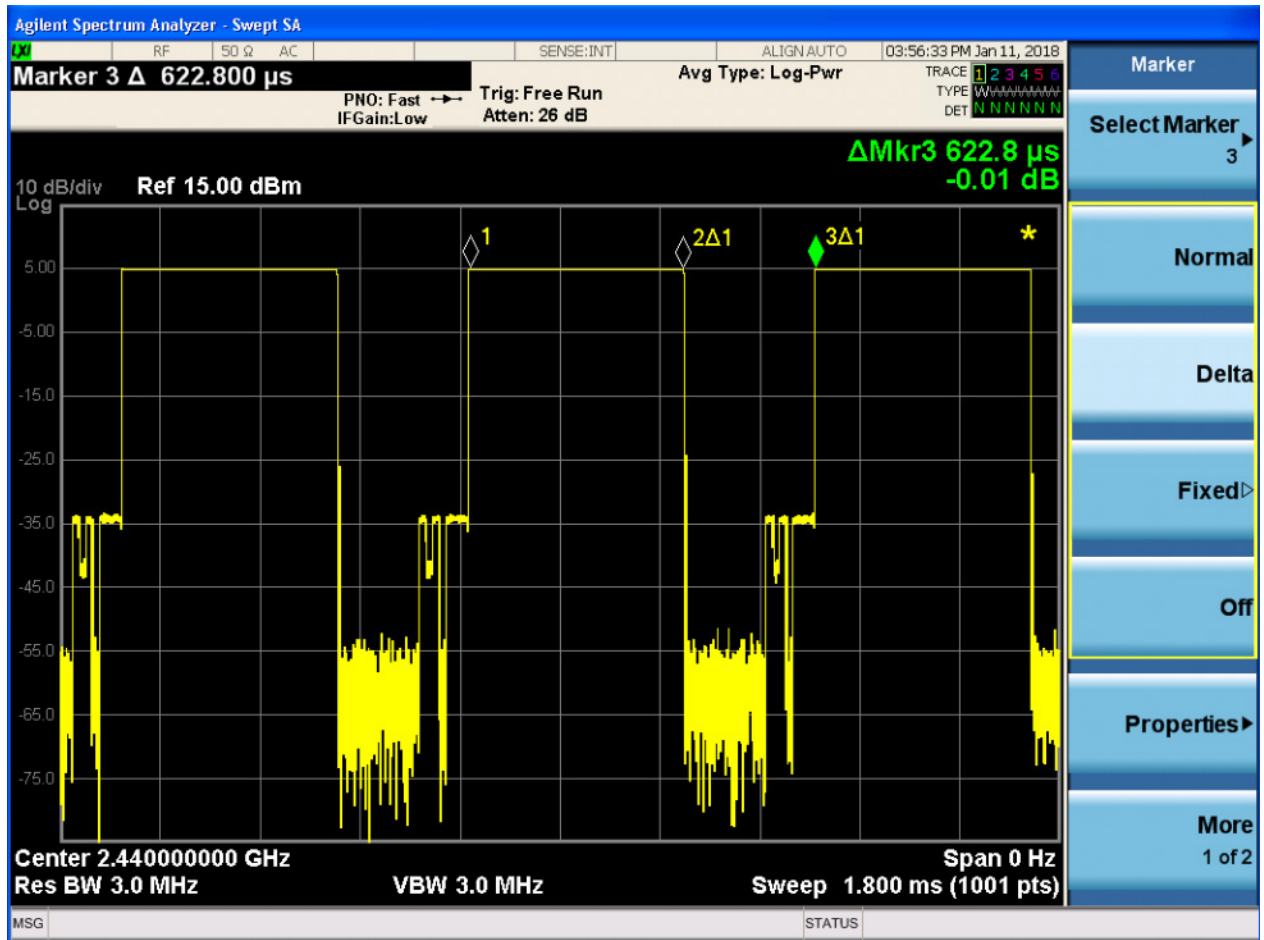 Agilent Spectrum Analyzer - Swept SA
LXI RF 50 Ω AC SENSE:INT ALIGN AUTO 03:56:33 PM Jan 11, 2018
Marker 3 Δ 622.800 µs
PNO: Fast
IFGain:Low
Trig: Free Run
Atten: 26 dB
Avg Type: Log-Pwr
TRACE 1 2 3 4 5 6
TYPE W
DET N N N N N N
ΔMkr3 622.8 µs
-0.01 dB
10 dB/div
Log
Ref 15.00 dBm
1
2Δ1
3Δ1
*
5.00
-5.00
-15.0
-25.0
-35.0
-45.0
-55.0
-65.0
-75.0
Center 2.440000000 GHz
Span 0 Hz
Res BW 3.0 MHz
VBW 3.0 MHz
Sweep 1.800 ms (1001 pts)
MSG
STATUS
Marker
Select Marker
3
Normal
Delta
Fixed
Off
Properties
More
1 of 2